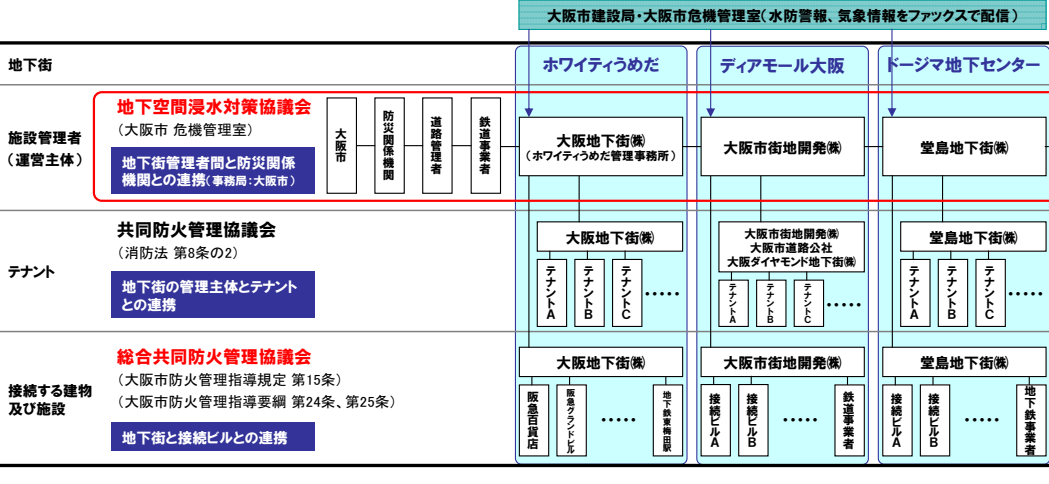 大阪市建設局・大阪市危機管理室(水防警報、気象情報をファックスで配信)
地下街
ホワイティうめだ
ディアモール大阪
ドージマ地下センター
施設管理者
(運営主体)
地下空間浸水対策協議会
(大阪市 危機管理室)
地下街管理者間と防災関係
機関との連携(事務局:大阪市)
大阪市
防災関係機関
道路管理者
鉄道事業者
大阪地下街㈱
(ホワイティうめだ管理事務所)
大阪市街地開発㈱
堂島地下街㈱
テナント
共同防火管理協議会
(消防法 第8条の2)
地下街の管理主体とテナント
との連携
大阪地下街㈱
テナントA
テナントB
テナントC
・・・・・
大阪市街地開発㈱
大阪市道路公社
大阪ダイヤモンド地下街㈱
テナントA
テナントB
テナントC
・・・・・
堂島地下街㈱
テナントA
テナントB
テナントC
・・・・・
接続する建物
及び施設
総合共同防火管理協議会
(大阪市防火管理指導規定 第15条)
(大阪市防火管理指導要綱 第24条、第25条)
地下街と接続ビルとの連携
大阪地下街㈱
阪急百貨店
阪急グランドビル
・・・・・
地下鉄東梅田駅
大阪市街地開発㈱
接続ビルA
接続ビルB
・・・・・
鉄道事業者
堂島地下街㈱
接続ビルA
接続ビルB
・・・・・
地下鉄事業者